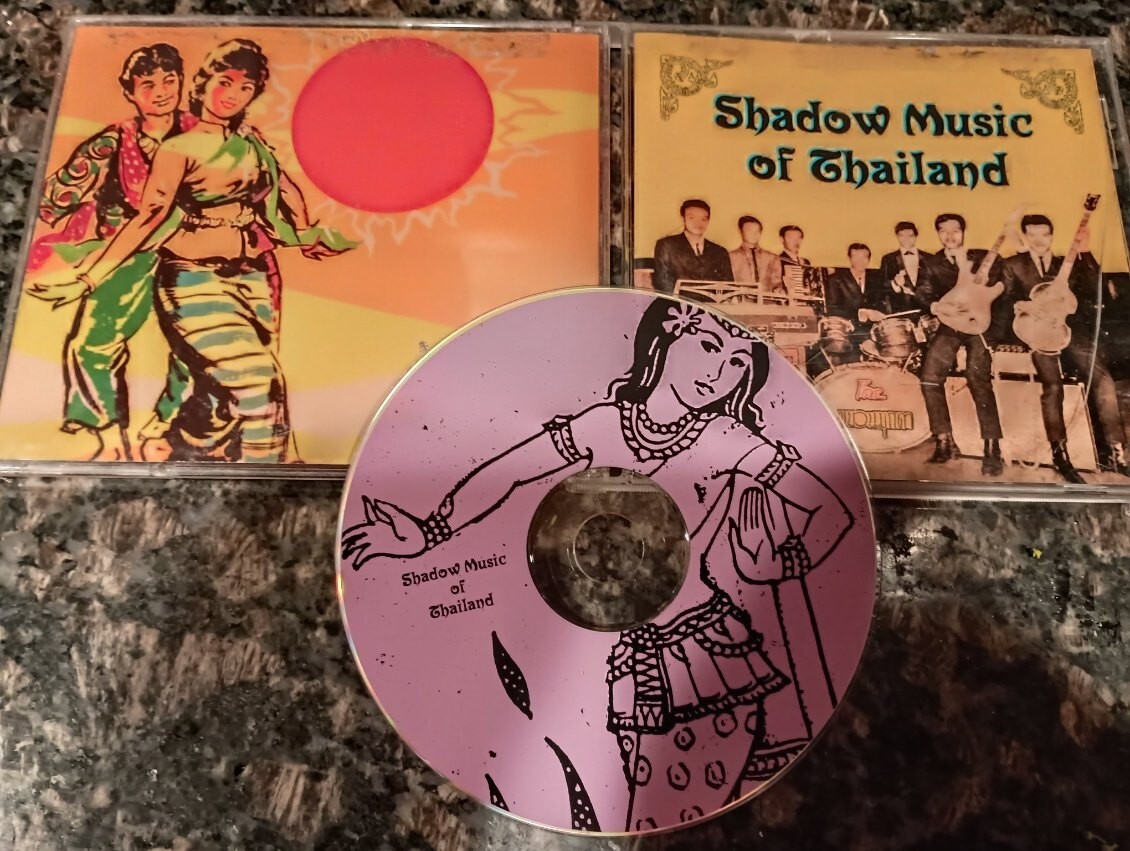 Shadow Music
of Thailand
Shadow Music
of
Thailand